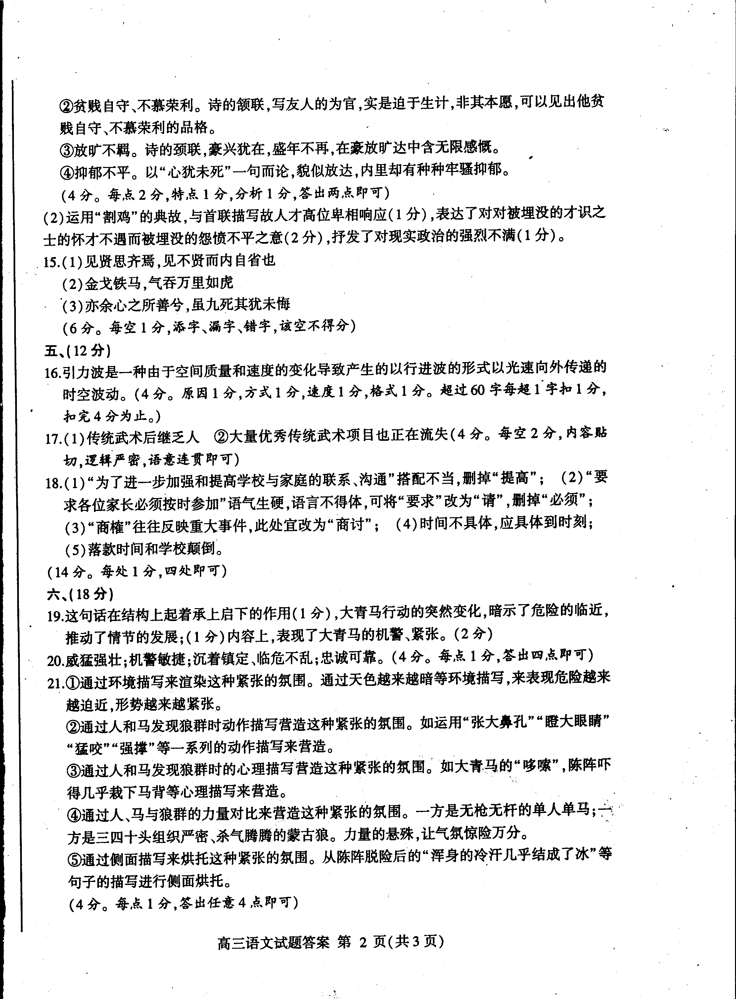 ②贫贱自守、不慕荣利。诗的颔联,写友人的为官,实是迫于生计,非其本愿,可以见出他贫
贱自守、不慕荣利的品格。
③放旷不羁。诗的颈联,豪兴犹在,盛年不再,在豪放旷达中含无限感慨。
④抑郁不平。以“心犹未死”一句而论,貌似放达,内里却有种种牢骚抑郁。
(4分。每点2分,特点1分,分析1分,答出两点即可)
(2)运用“割鸡”的典故,与首联描写故人才高位卑相响应(1分),表达了对对被埋没的才识之
士的怀才不遇而被埋没的怨愤不平之意(2分),抒发了对现实政治的强烈不满(1分)。
15.(1)见贤思齐焉,见不贤而内自省也
(2)金戈铁马,气吞万里如虎
(3)亦余心之所善兮,虽九死其犹未悔
(6分。每空1分,添字、漏字、错字,该空不得分)
五、(12分)
16.引力波是一种由于空间质量和速度的变化导致产生的以行进波的形式以光速向外传递的
时空波动。(4分。原因1分,方式1分,速度1分,格式1分。超过60字每超1字扣1分,
扣完4分为止。)
17.(1)传统武术后继乏人 ②大量优秀传统武术项目也正在流失(4分。每空2分,内容贴
切,逻辑严密,语意连贯即可)
18.(1)“为了进一步加强和提高学校与家庭的联系、沟通”搭配不当,删掉“提高”; (2)“要
求各位家长必须按时参加”语气生硬,语言不得体,可将“要求”改为“请”,删掉“必须”;
(3)“商榷”往往反映重大事件,此处宜改为“商讨”; (4)时间不具体,应具体到时刻;
(5)落款时间和学校颠倒。
(14分。每处1分,四处即可)
六、(18分)
19.这句话在结构上起着承上启下的作用(1分),大青马行动的突然变化,暗示了危险的临近,
推动了情节的发展;(1分)内容上,表现了大青马的机警、紧张。(2分)
20.威猛强壮;机警敏捷;沉着镇定、临危不乱;忠诚可靠。(4分。每点1分,答出四点即可)
21.①通过环境描写来渲染这种紧张的氛围。通过天色越来越暗等环境描写,来表现危险越来
越迫近,形势越来越紧张。
②通过人和马发现狼群时动作描写营造这种紧张的氛围。如运用“张大鼻孔”“瞪大眼睛”
“猛咬”“强撑”等一系列的动作描写来营造。
③通过人和马发现狼群时的心理描写营造这种紧张的氛围。如大青马的“哆嗦”,陈阵吓
得几乎栽下马背等心理描写来营造。
④通过人、马与狼群的力量对比来营造这种紧张的氛围。一方是无枪无杆的单人单马;一
方是三四十头组织严密、杀气腾腾的蒙古狼。力量的悬殊,让气氛惊险万分。
⑤通过侧面描写来烘托这种紧张的氛围。从陈阵脱险后的“浑身的冷汗几乎结成了冰”等
句子的描写进行侧面烘托。
(4分。每点1分,答出任意4点即可)
高三语文试题答案 第 2 页(共3页)